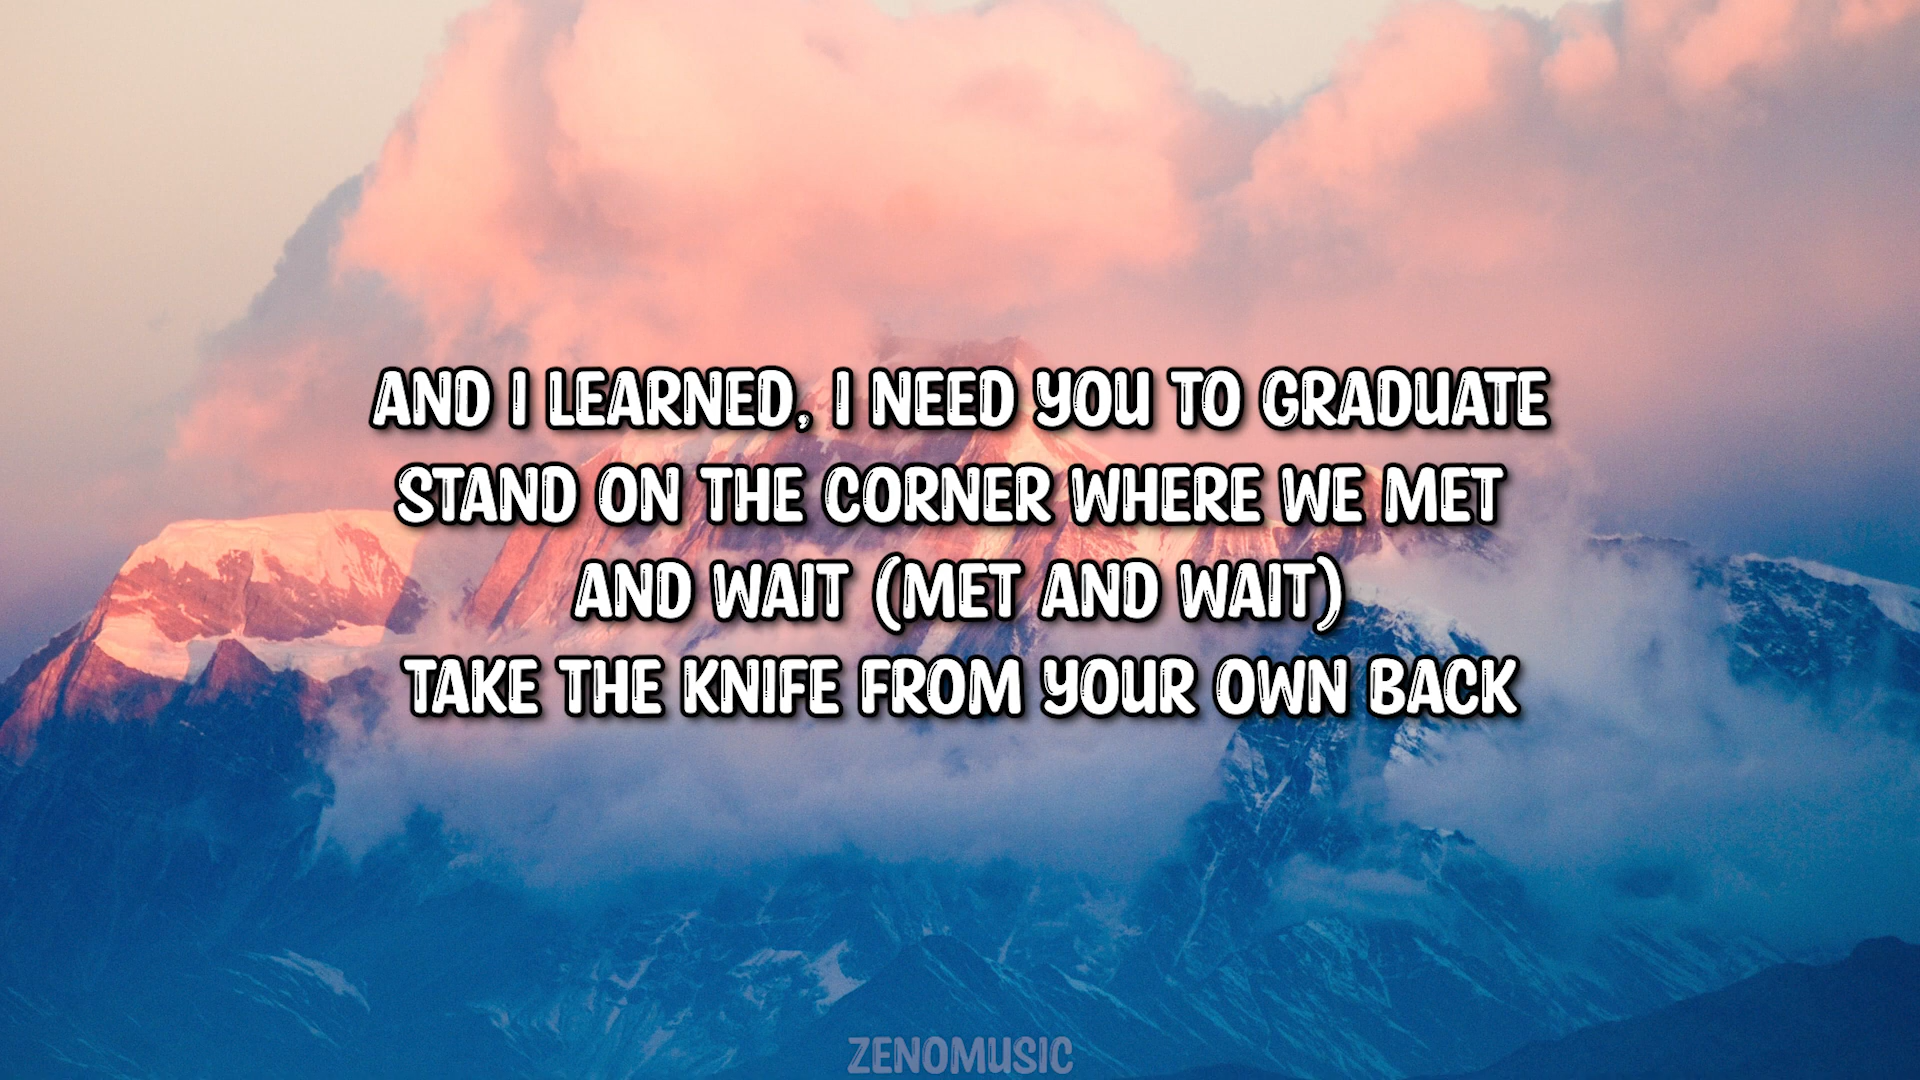 AND I LEARNED, I NEED YOU TO GRADUATE
STAND ON THE CORNER WHERE WE MET
AND WAIT (MET AND WAIT)
TAKE THE KNIFE FROM YOUR OWN BACK
ZENOMUSIC